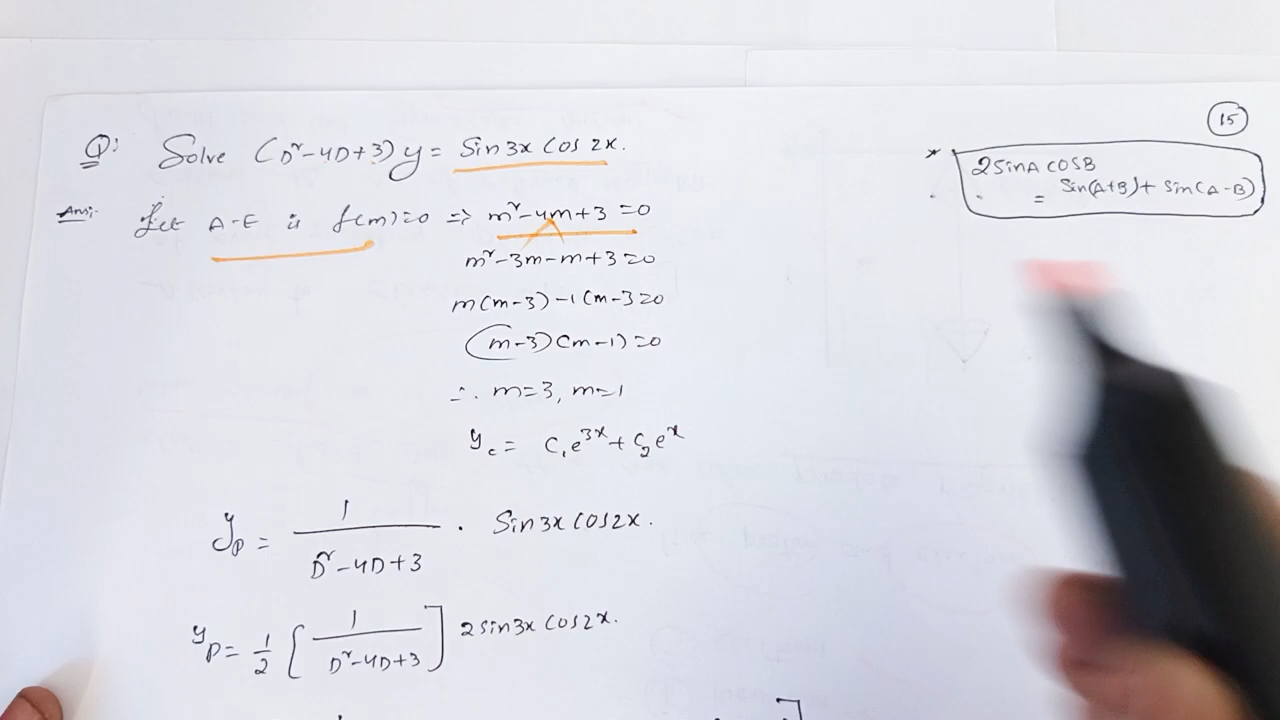 15
Q: Solve (D²-4D+3)y = Sin3x Cos 2x.
* 2SinA COSB
= Sin(A+B) + Sin(A-B)
Ans:- Let A-E is f(m)=0 => m²-4m+3=0
m²-3m-m+3=0
m(m-3)-1(m-3=0
(m-3)(m-1)=0
∴ m=3, m=1
y_c = C₁e^{3x}+C₂e^x
y_p = 1/(D²-4D+3) . Sin3x COS2x.
y_p = 1/2 [1/(D²-4D+3)] 2sin3x Cos2x.